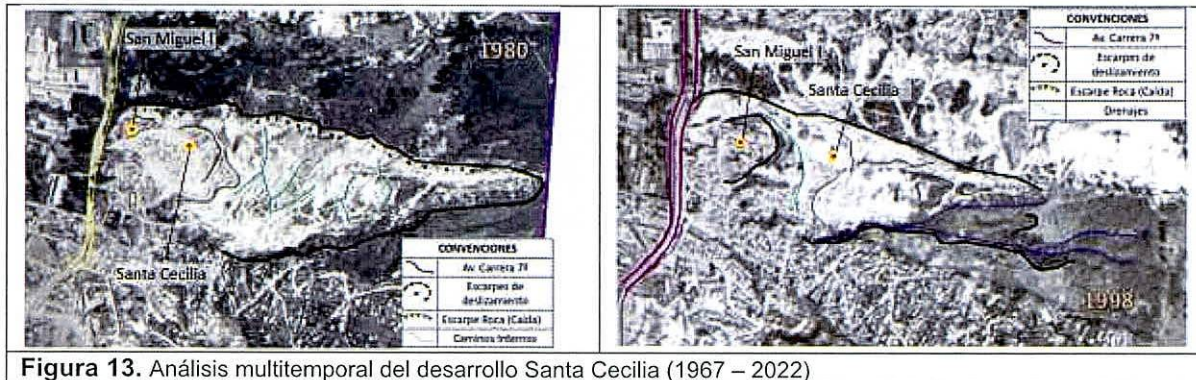 San Miguel I
1980
Santa Cecilia
CONVENCIONES
Av. Carrera 7ª
Escarpes de
deslizamiento
Escarpe Roca (Caída)
Caminos Internos
San Miguel I
Santa Cecilia
1998
CONVENCIONES
Av. Carrera 7ª
Escarpes de
deslizamiento
Escarpe Roca (Caída)
Drenajes
Figura 13. Análisis multitemporal del desarrollo Santa Cecilia (1967 – 2022)